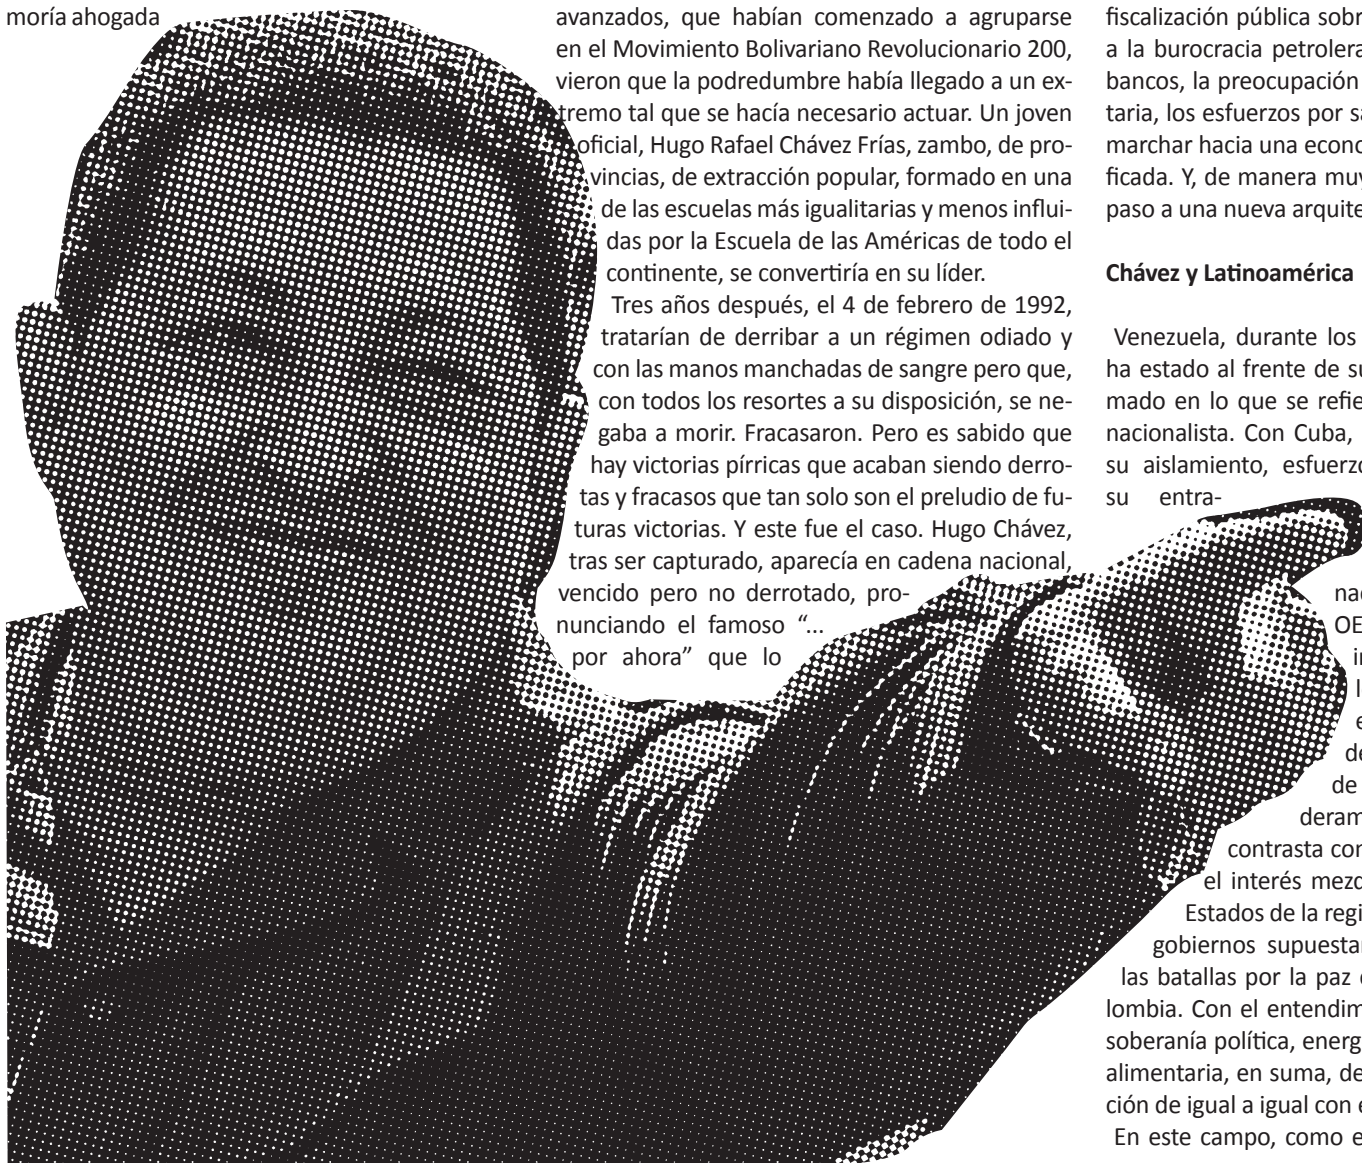 moría ahogada
avanzados, que habían comenzado a agruparse
en el Movimiento Bolivariano Revolucionario 200,
vieron que la podredumbre había llegado a un ex-
tremo tal que se hacía necesario actuar. Un joven
oficial, Hugo Rafael Chávez Frías, zambo, de pro-
vincias, de extracción popular, formado en una
de las escuelas más igualitarias y menos influi-
das por la Escuela de las Américas de todo el
continente, se convertiría en su líder.
Tres años después, el 4 de febrero de 1992,
tratarían de derribar a un régimen odiado y
con las manos manchadas de sangre pero que,
con todos los resortes a su disposición, se ne-
gaba a morir. Fracasaron. Pero es sabido que
hay victorias pírricas que acaban siendo derro-
tas y fracasos que tan solo son el preludio de fu-
turas victorias. Y este fue el caso. Hugo Chávez,
tras ser capturado, aparecía en cadena nacional,
vencido pero no derrotado, pro-
nunciando el famoso “...
por ahora” que lo
fiscalización pública sobr
a la burocracia petrolera
bancos, la preocupación
taria, los esfuerzos por sa
marchar hacia una econo
ficada. Y, de manera muy
paso a una nueva arquite
Chávez y Latinoamérica
Venezuela, durante los
ha estado al frente de su
mado en lo que se refie
nacionalista. Con Cuba,
su aislamiento, esfuerzo
su entra-
nac
OE
in
l
e
de
de
deram
contrasta con
el interés mezq
Estados de la regi
gobiernos supuestan
las batallas por la paz e
lombia. Con el entendim
soberanía política, energ
alimentaria, en suma, de
ción de igual a igual con e
En este campo, como e